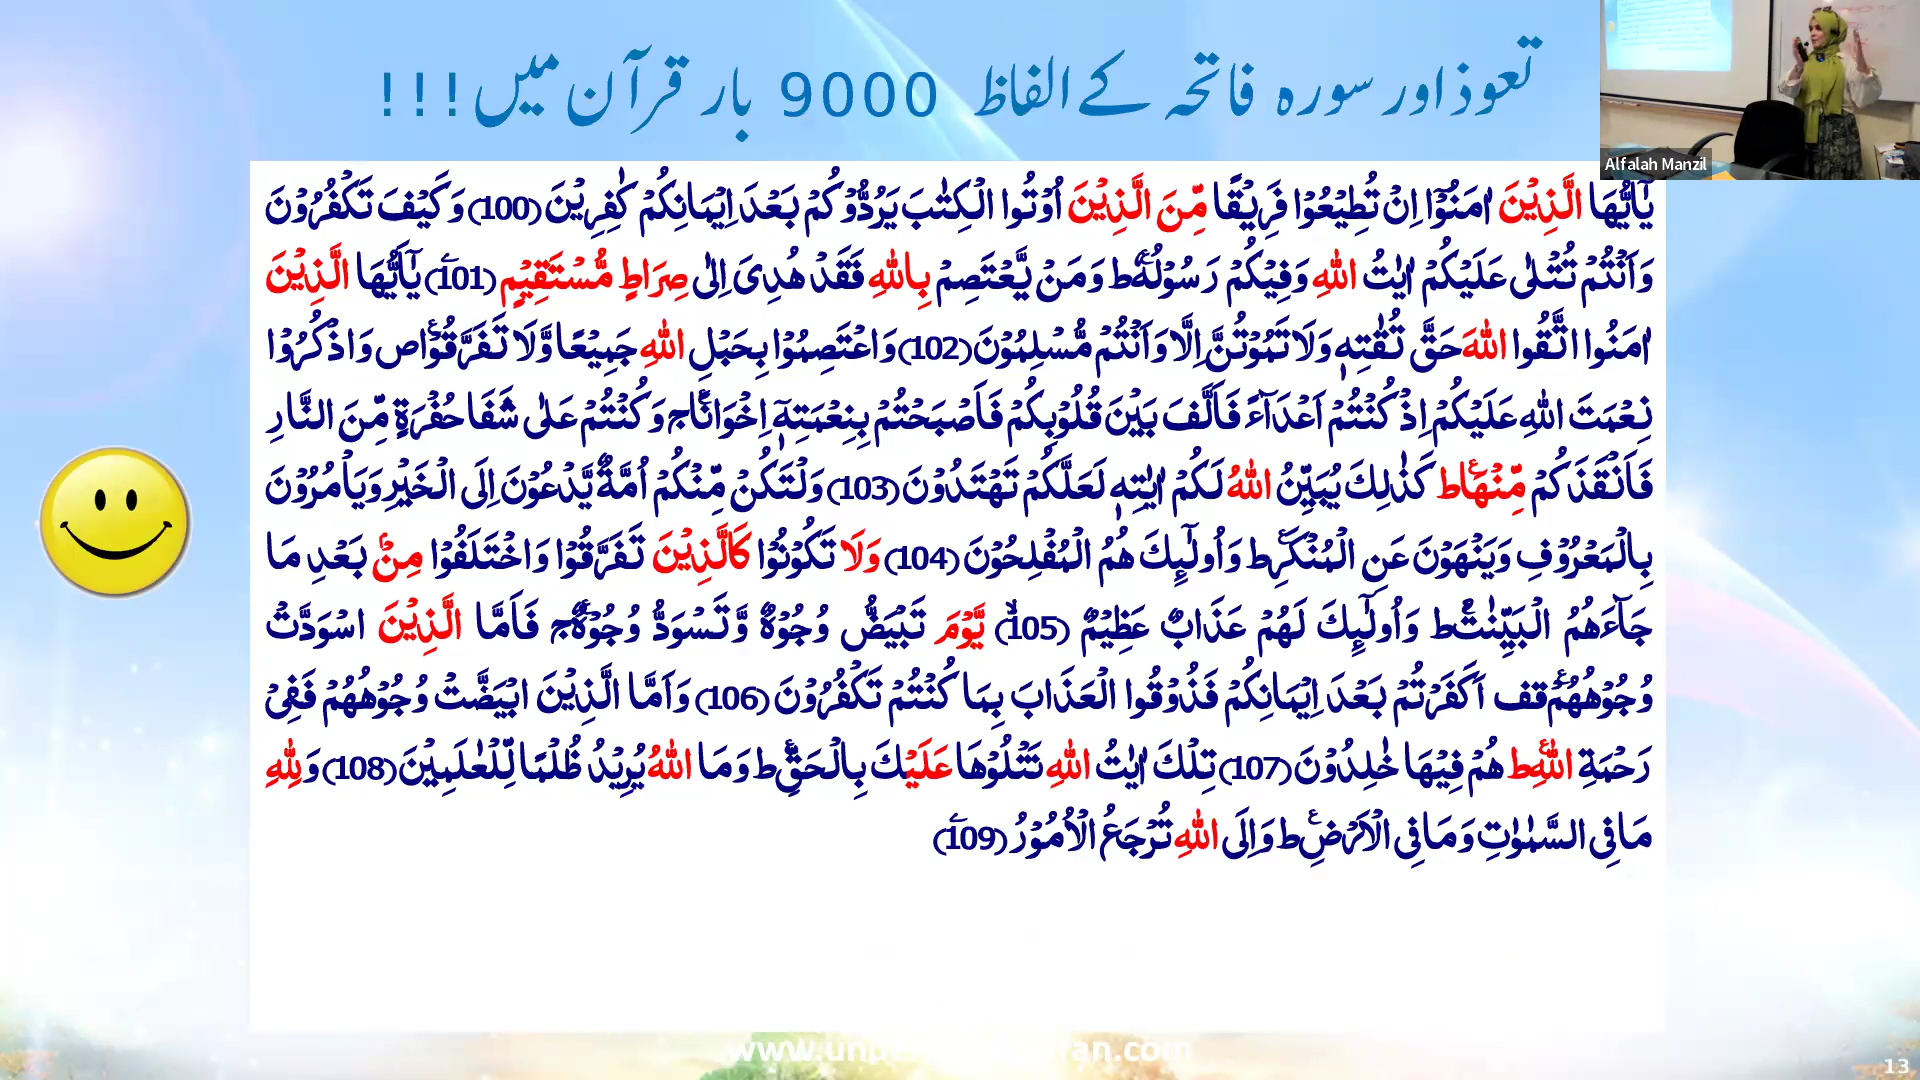 تعوذ اور سورہ فاتحہ کے الفاظ 9000 بار قرآن میں!!!
Alfalah Manzil
يٰۤاَيُّهَا الَّذِيْنَ اٰمَنُوْۤا اِنْ تُطِيْعُوْا فَرِيْقًا مِّنَ الَّذِيْنَ اُوْتُوا الْكِتٰبَ يَرُدُّوْكُمْ بَعْدَ اِيْمَانِكُمْ كٰفِرِيْنَ (100) وَكَيْفَ تَكْفُرُوْنَ
وَاَنْتُمْ تُتْلٰى عَلَيْكُمْ اٰيٰتُ اللّٰهِ وَفِيْكُمْ رَسُوْلُهٗ ؕ وَمَنْ يَّعْتَصِمْ بِاللّٰهِ فَقَدْ هُدِىَ اِلٰى صِرَاطٍ مُّسْتَقِيْمٍ (101) يٰۤاَيُّهَا الَّذِيْنَ
اٰمَنُوا اتَّقُوا اللّٰهَ حَقَّ تُقٰتِهٖ وَلَا تَمُوْتُنَّ اِلَّا وَاَنْتُمْ مُّسْلِمُوْنَ (102) وَاعْتَصِمُوْا بِحَبْلِ اللّٰهِ جَمِيْعًا وَّلَا تَفَرَّقُوْا ص وَاذْكُرُوْا
نِعْمَتَ اللّٰهِ عَلَيْكُمْ اِذْ كُنْتُمْ اَعْدَآءً فَاَلَّفَ بَيْنَ قُلُوْبِكُمْ فَاَصْبَحْتُمْ بِنِعْمَتِهٖۤ اِخْوَانًا ج وَكُنْتُمْ عَلٰى شَفَا حُفْرَةٍ مِّنَ النَّارِ
فَاَنْقَذَكُمْ مِّنْهَا ؕ كَذٰلِكَ يُبَيِّنُ اللّٰهُ لَكُمْ اٰيٰتِهٖ لَعَلَّكُمْ تَهْتَدُوْنَ (103) وَلْتَكُنْ مِّنْكُمْ اُمَّةٌ يَّدْعُوْنَ اِلَى الْخَيْرِ وَيَاْمُرُوْنَ
بِالْمَعْرُوْفِ وَيَنْهَوْنَ عَنِ الْمُنْكَرِ ؕ وَاُولٰٓئِكَ هُمُ الْمُفْلِحُوْنَ (104) وَلَا تَكُوْنُوْا كَالَّذِيْنَ تَفَرَّقُوْا وَاخْتَلَفُوْا مِنْۢ بَعْدِ مَا
جَآءَهُمُ الْبَيِّنٰتُ ؕ وَاُولٰٓئِكَ لَهُمْ عَذَابٌ عَظِيْمٌ (105) يَّوْمَ تَبْيَضُّ وُجُوْهٌ وَّتَسْوَدُّ وُجُوْهٌ ج فَاَمَّا الَّذِيْنَ اسْوَدَّتْ
وُجُوْهُهُمْ قف اَكَفَرْتُمْ بَعْدَ اِيْمَانِكُمْ فَذُوْقُوا الْعَذَابَ بِمَا كُنْتُمْ تَكْفُرُوْنَ (106) وَاَمَّا الَّذِيْنَ ابْيَضَّتْ وُجُوْهُهُمْ فَفِىْ
رَحْمَةِ اللّٰهِ ؕ هُمْ فِيْهَا خٰلِدُوْنَ (107) تِلْكَ اٰيٰتُ اللّٰهِ نَتْلُوْهَا عَلَيْكَ بِالْحَقِّ ؕ وَمَا اللّٰهُ يُرِيْدُ ظُلْمًا لِّلْعٰلَمِيْنَ (108) وَلِلّٰهِ
مَا فِى السَّمٰوٰتِ وَمَا فِى الْاَرْضِ ؕ وَاِلَى اللّٰهِ تُرْجَعُ الْاُمُوْرُ (109)
13